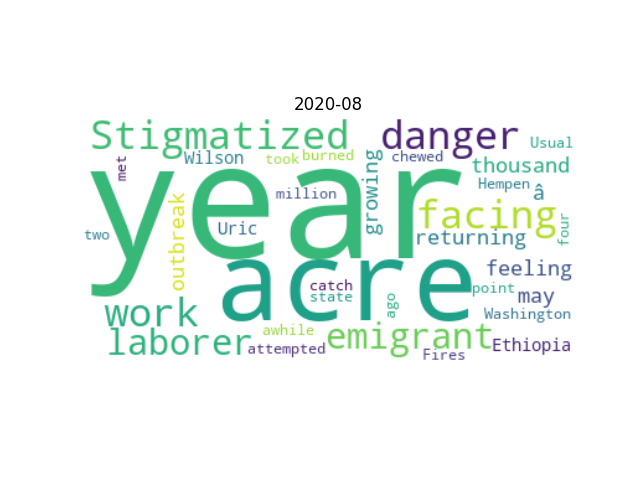 2020-08
Stigmatized danger
Usual
met Wilson took burned chewed thousand
growing
Hempen â
year
million
outbreak
Uric
facing
four
two
returning
acre
feeling
catch
state
ago
point
may
work
Washington
laborer
awhile
emigrant
attempted
Ethiopia
Fires